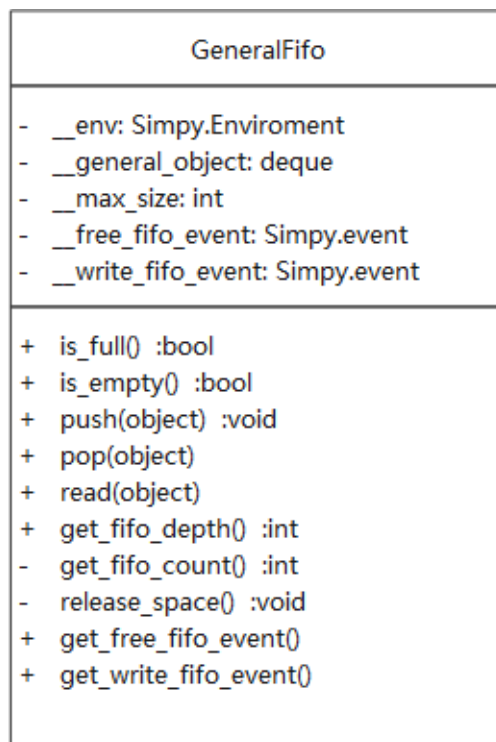 GeneralFifo
- __env: Simpy.Enviroment
- __general_object: deque
- __max_size: int
- __free_fifo_event: Simpy.event
- __write_fifo_event: Simpy.event
+ is_full() :bool
+ is_empty() :bool
+ push(object) :void
+ pop(object)
+ read(object)
+ get_fifo_depth() :int
- get_fifo_count() :int
- release_space() :void
+ get_free_fifo_event()
+ get_write_fifo_event()